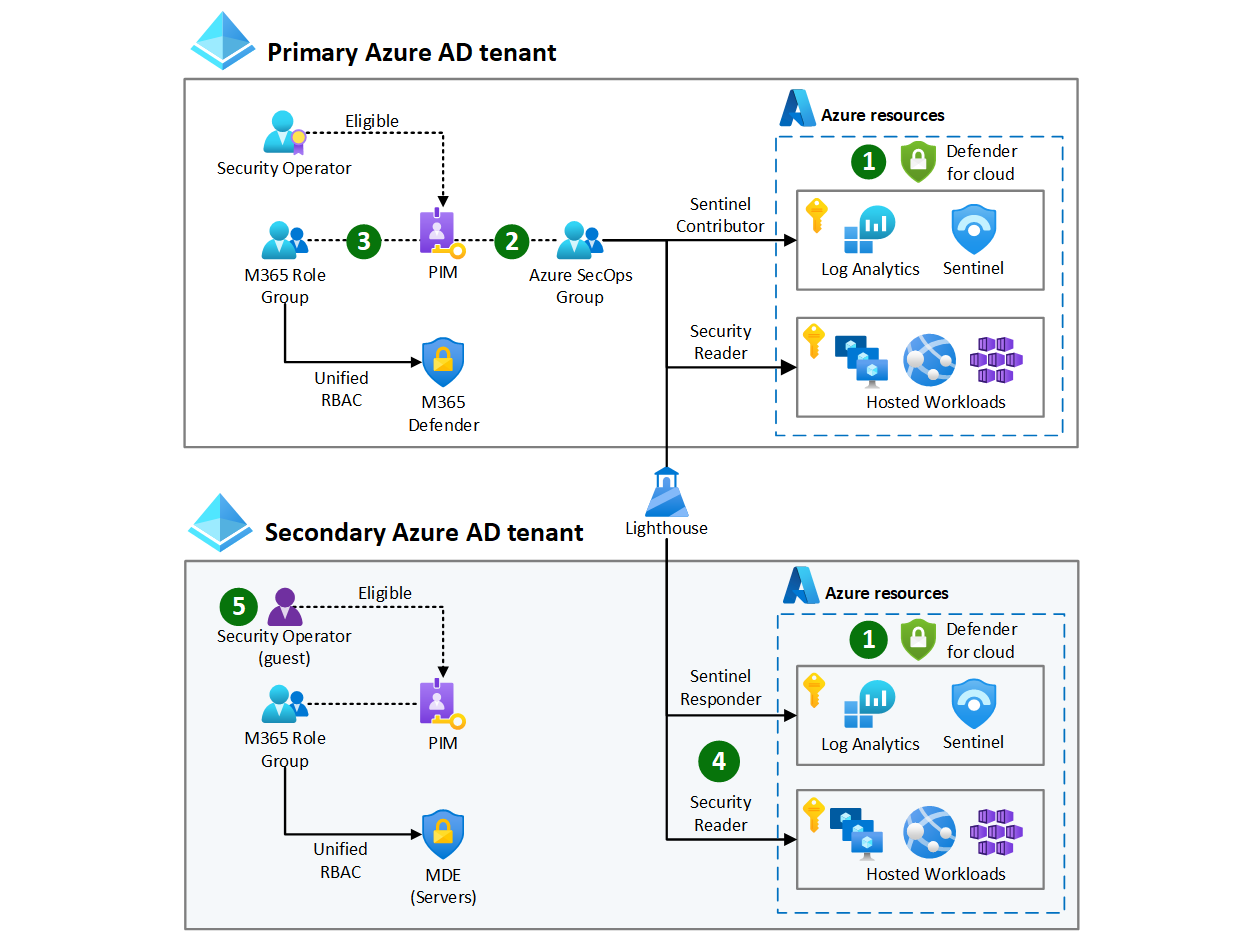 Primary Azure AD tenant
Azure resources
Eligible
Security Operator
1
Defender
for cloud
Sentinel
Contributor
3
2
M365 Role
Group
PIM
Azure SecOps
Group
Log Analytics
Sentinel
Security
Reader
Unified
RBAC
M365
Defender
Hosted Workloads
Lighthouse
Secondary Azure AD tenant
Azure resources
5
Eligible
Security Operator
(guest)
1
Defender
for cloud
Sentinel
Responder
M365 Role
Group
PIM
Log Analytics
Sentinel
4
Security
Reader
Unified
RBAC
MDE
(Servers)
Hosted Workloads